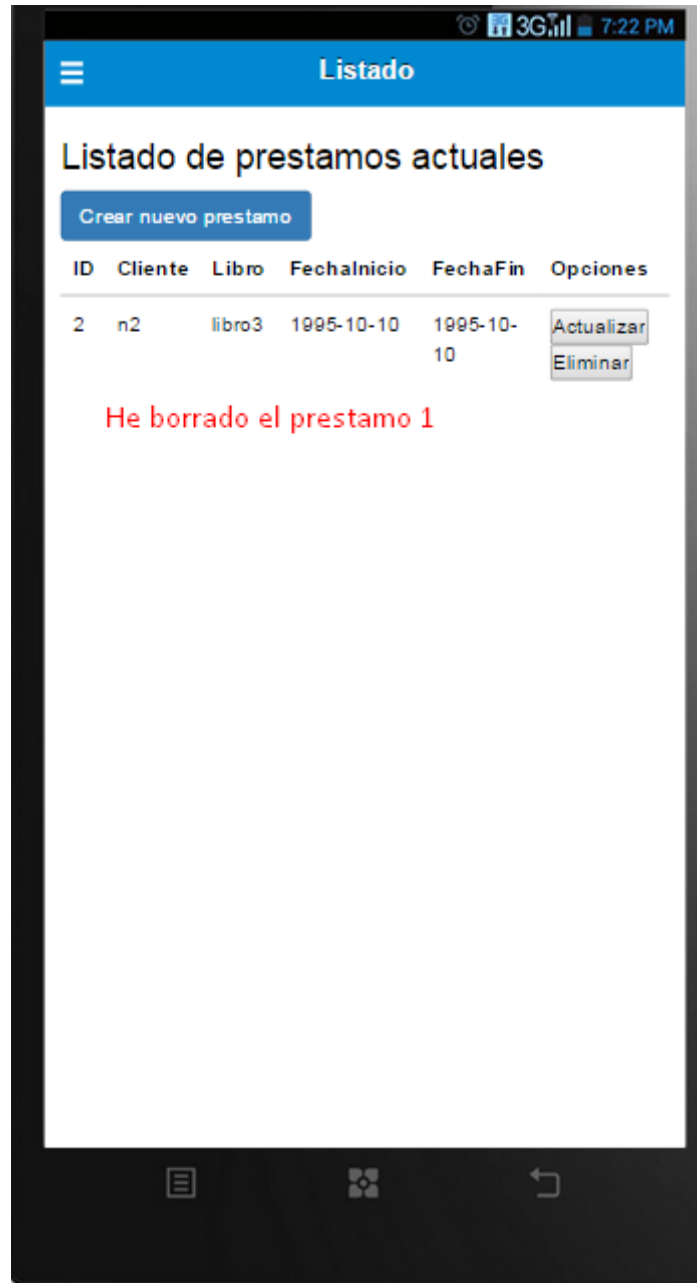 3G 7:22 PM
Listado
Listado de prestamos actuales
Crear nuevo prestamo
ID Cliente Libro FechaInicio FechaFin Opciones
2 n2 libro3 1995-10-10 1995-10- Actualizar
10 Eliminar
He borrado el prestamo 1